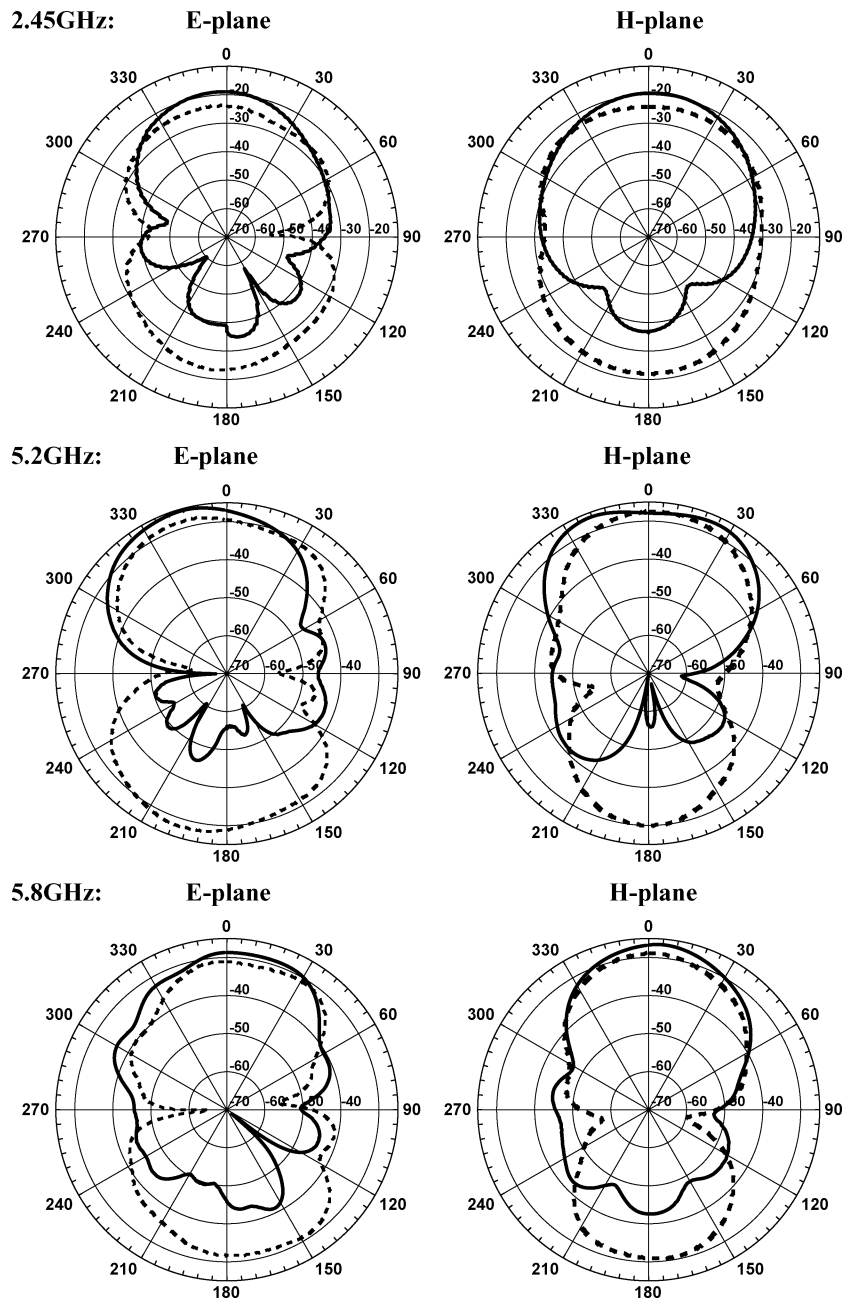 2.45GHz: E-plane H-plane
0 0
330 30 330 30
-20 -20
300 -30 60 300 -30 60
-40 -40
-50 -50
-60 -60
270 -70 -60 -50 -40 -30 -20 90 270 -70 -60 -50 -40 -30 -20 90
240 120 240 120
210 150 210 150
180 180
5.2GHz: E-plane H-plane
0 0
330 30 330 30
-40 -40
300 60 300 60
-50 -50
-60 -60
270 -70 -60 -50 -40 90 270 -70 -60 -50 -40 90
240 120 240 120
210 150 210 150
180 180
5.8GHz: E-plane H-plane
0 0
330 30 330 30
-40 -40
300 60 300 60
-50 -50
-60 -60
270 -70 -60 -50 -40 90 270 -70 -60 -50 -40 90
240 120 240 120
210 150 210 150
180 180